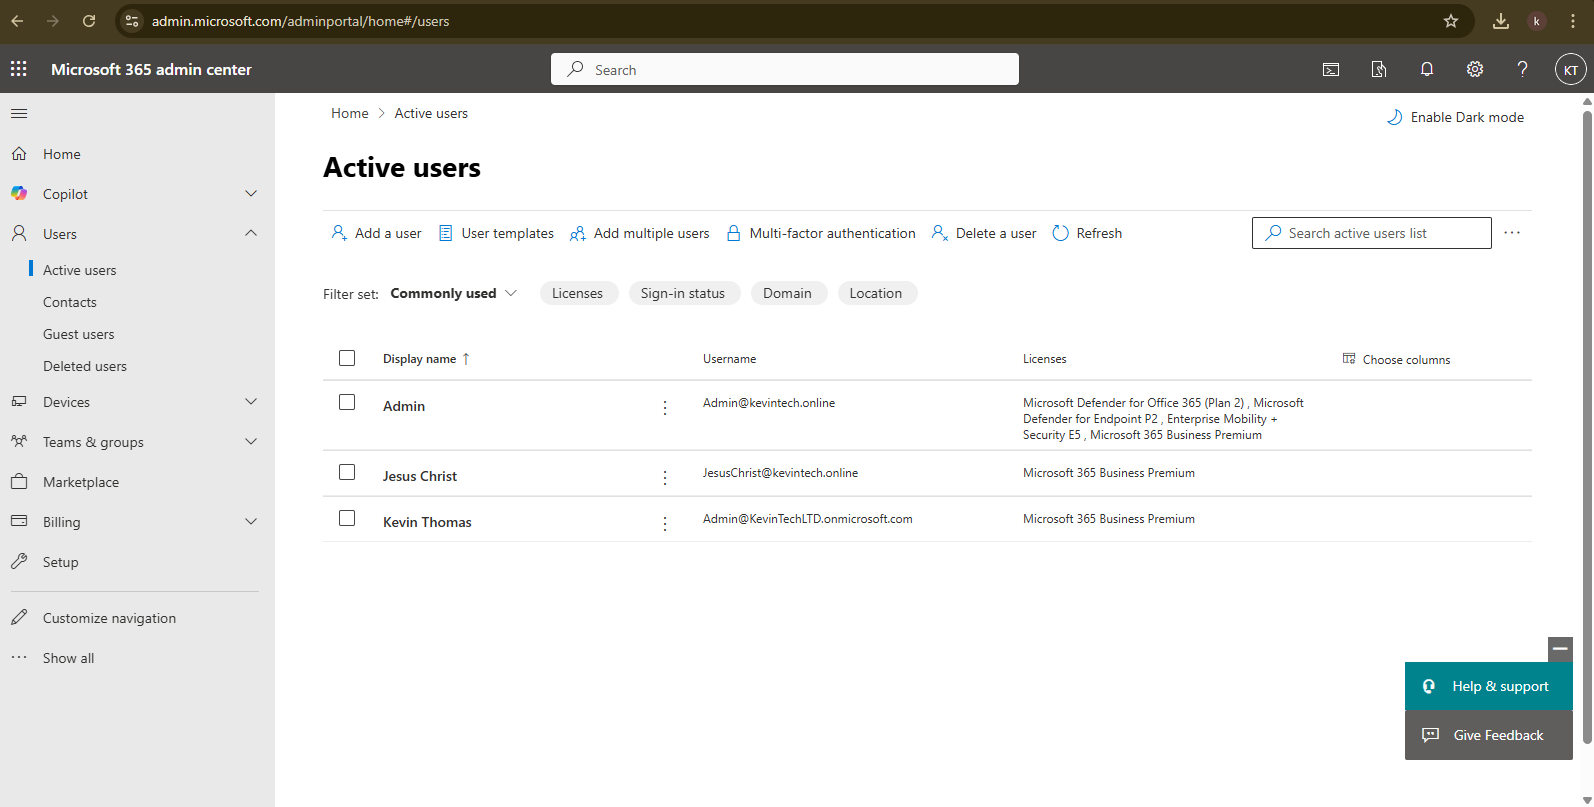 admin.microsoft.com/adminportal/home#/users
k
Microsoft 365 admin center
Search
KT
Home > Active users
Enable Dark mode
Home
Copilot
Users
Active users
Contacts
Guest users
Deleted users
Devices
Teams & groups
Marketplace
Billing
Setup
Customize navigation
Show all
Active users
Add a user User templates Add multiple users Multi-factor authentication Delete a user Refresh Search active users list
Filter set: Commonly used Licenses Sign-in status Domain Location
Display name ↑ Username Licenses Choose columns
Admin Admin@kevintech.online Microsoft Defender for Office 365 (Plan 2) , Microsoft
Defender for Endpoint P2 , Enterprise Mobility +
Security E5 , Microsoft 365 Business Premium
Jesus Christ JesusChrist@kevintech.online Microsoft 365 Business Premium
Kevin Thomas Admin@KevinTechLTD.onmicrosoft.com Microsoft 365 Business Premium
Help & support
Give Feedback